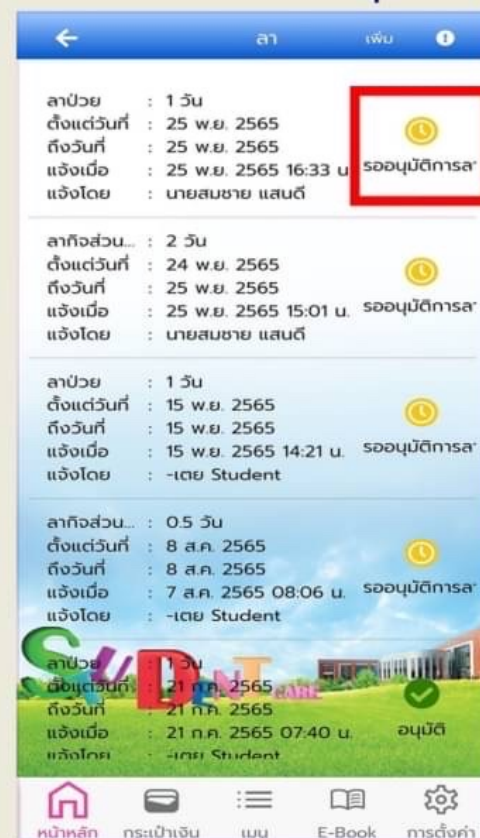 ลา เพิ่ม
ลาป่วย : 1 วัน
ตั้งแต่วันที่ : 25 พ.ย. 2565
ถึงวันที่ : 25 พ.ย. 2565
แจ้งเมื่อ : 25 พ.ย. 2565 16:33 น
แจ้งโดย : นายสมชาย แสนดี
รออนุมัติการลา
ลากิจส่วน... : 2 วัน
ตั้งแต่วันที่ : 24 พ.ย. 2565
ถึงวันที่ : 25 พ.ย. 2565
แจ้งเมื่อ : 25 พ.ย. 2565 15:01 น.
แจ้งโดย : นายสมชาย แสนดี
รออนุมัติการลา
ลาป่วย : 1 วัน
ตั้งแต่วันที่ : 15 พ.ย. 2565
ถึงวันที่ : 15 พ.ย. 2565
แจ้งเมื่อ : 15 พ.ย. 2565 14:21 น.
แจ้งโดย : -เตย Student
รออนุมัติการลา
ลากิจส่วน... : 0.5 วัน
ตั้งแต่วันที่ : 8 ส.ค. 2565
ถึงวันที่ : 8 ส.ค. 2565
แจ้งเมื่อ : 7 ส.ค. 2565 08:06 น.
แจ้งโดย : -เตย Student
รออนุมัติการลา
STUDENT CARE
ลาป่วย : 1 วัน
ตั้งแต่วันที่ : 21 ก.ค. 2565
ถึงวันที่ : 21 ก.ค. 2565
แจ้งเมื่อ : 21 ก.ค. 2565 07:40 น.
แจ้งโดย : -เตย Student
อนุมัติ
หน้าหลัก กระเป๋าเงิน เมนู E-Book การตั้งค่า